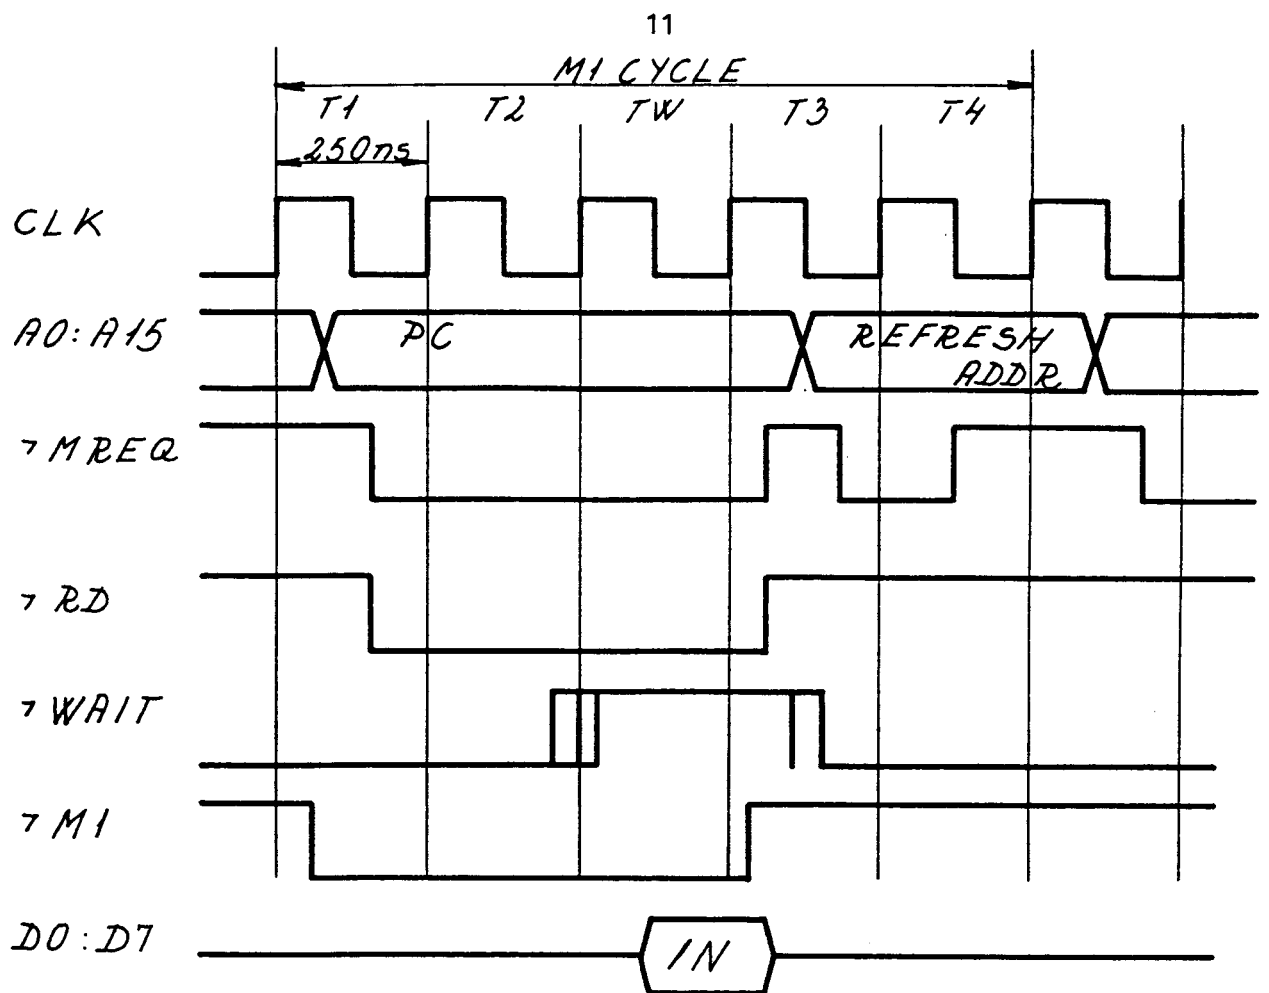 11
M1 CYCLE
T1 T2 TW T3 T4
250ns
CLK
A0:A15 PC REFRESH
ADDR
¬MREQ
¬RD
¬WAIT
¬M1
D0:D7 IN